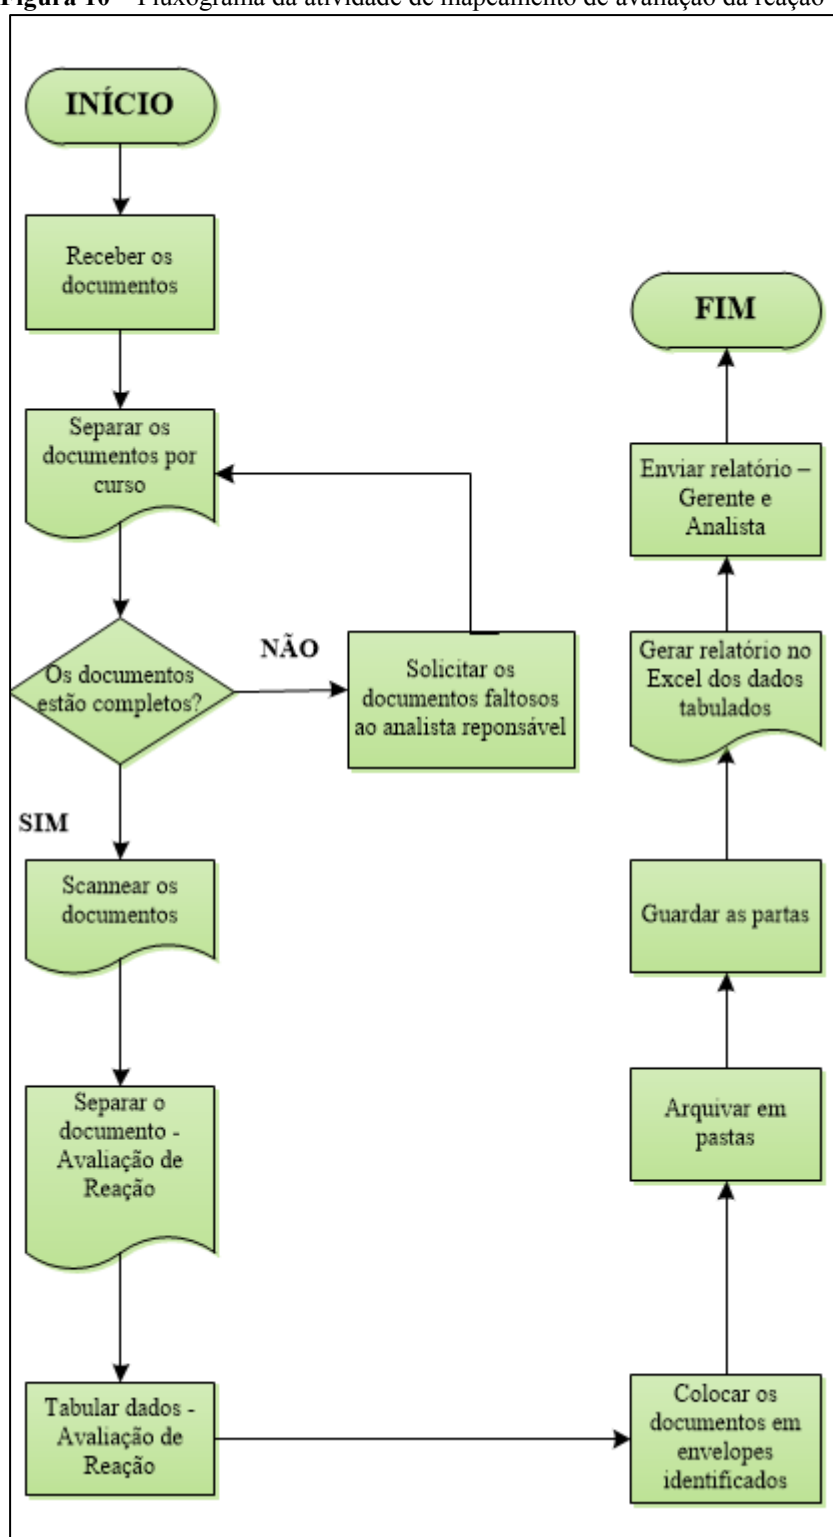 Figura 10 – Fluxograma da atividade de mapeamento de avaliação da reação
INÍCIO
Receber os
documentos
Separar os
documentos por
curso
Os documentos
estão completos?
NÃO
Solicitar os
documentos faltosos
ao analista reponsável
SIM
Scannear os
documentos
Separar o
documento -
Avaliação de
Reação
Tabular dados -
Avaliação de
Reação
Colocar os
documentos em
envelopes
identificados
Arquivar em
pastas
Guardar as partas
Gerar relatório no
Excel dos dados
tabulados
Enviar relatório –
Gerente e
Analista
FIM